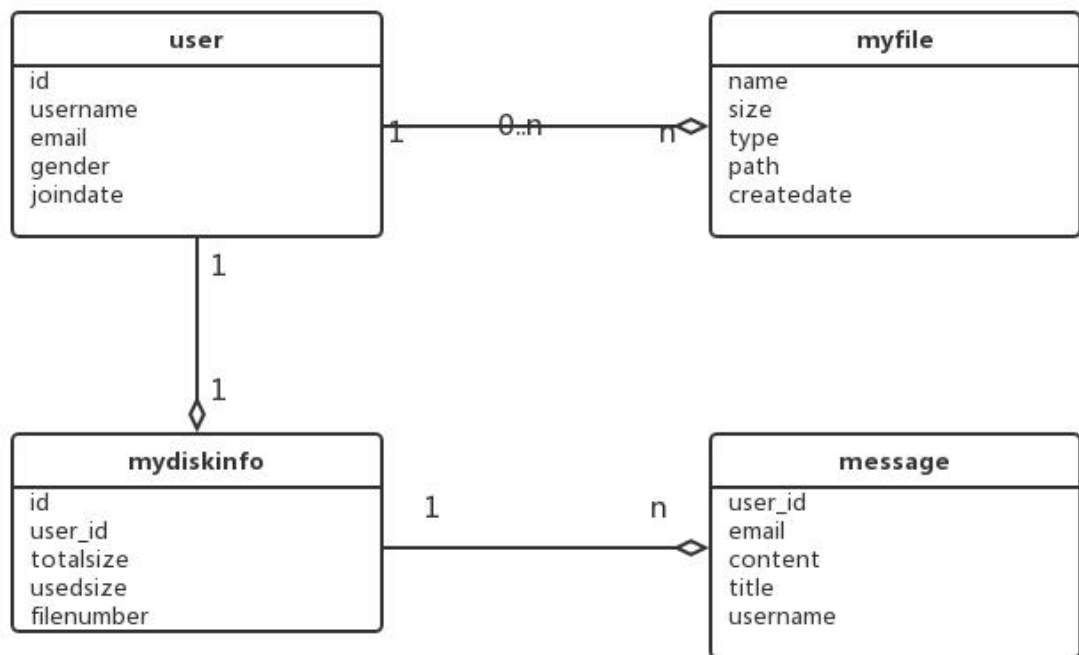 user
id
username
email
gender
joindate
myfile
name
size
type
path
createdate
1
0..n
n
1
1
mydiskinfo
id
user_id
totalsize
usedsize
filenumber
1
n
message
user_id
email
content
title
username